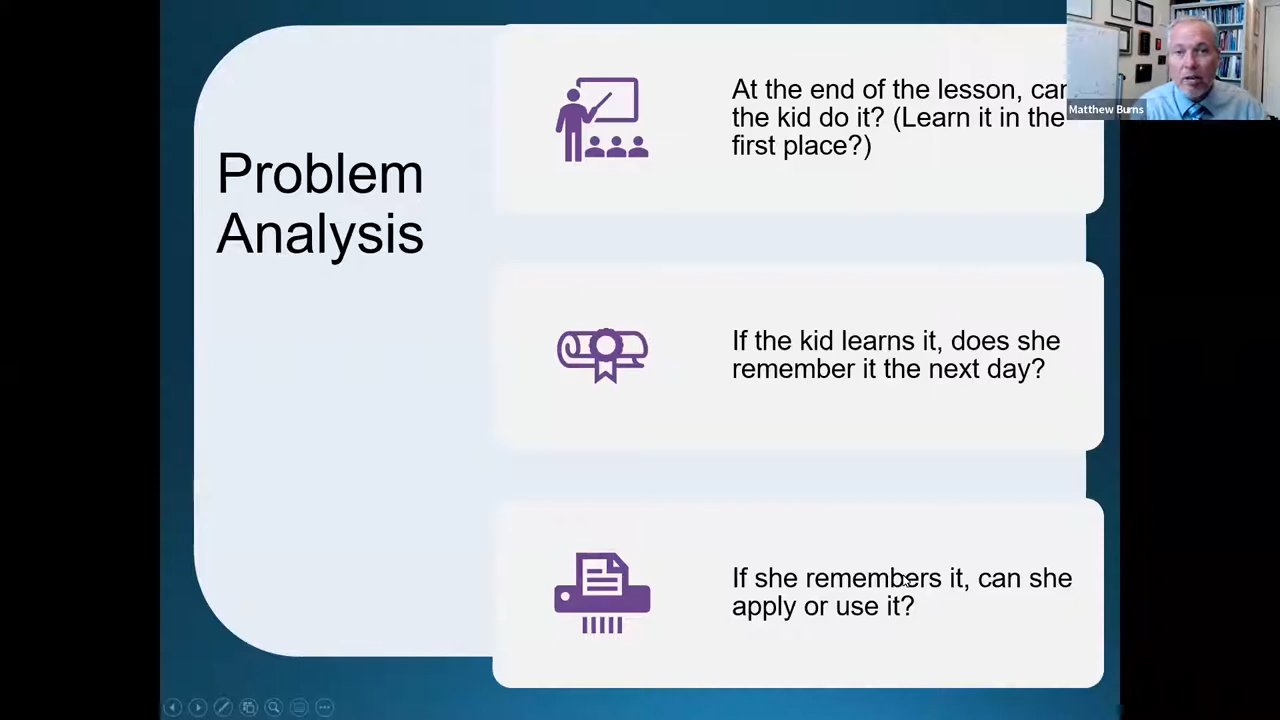 Problem
Analysis
At the end of the lesson, can
the kid do it? (Learn it in the
first place?)
If the kid learns it, does she
remember it the next day?
If she remembers it, can she
apply or use it?
Matthew Burns